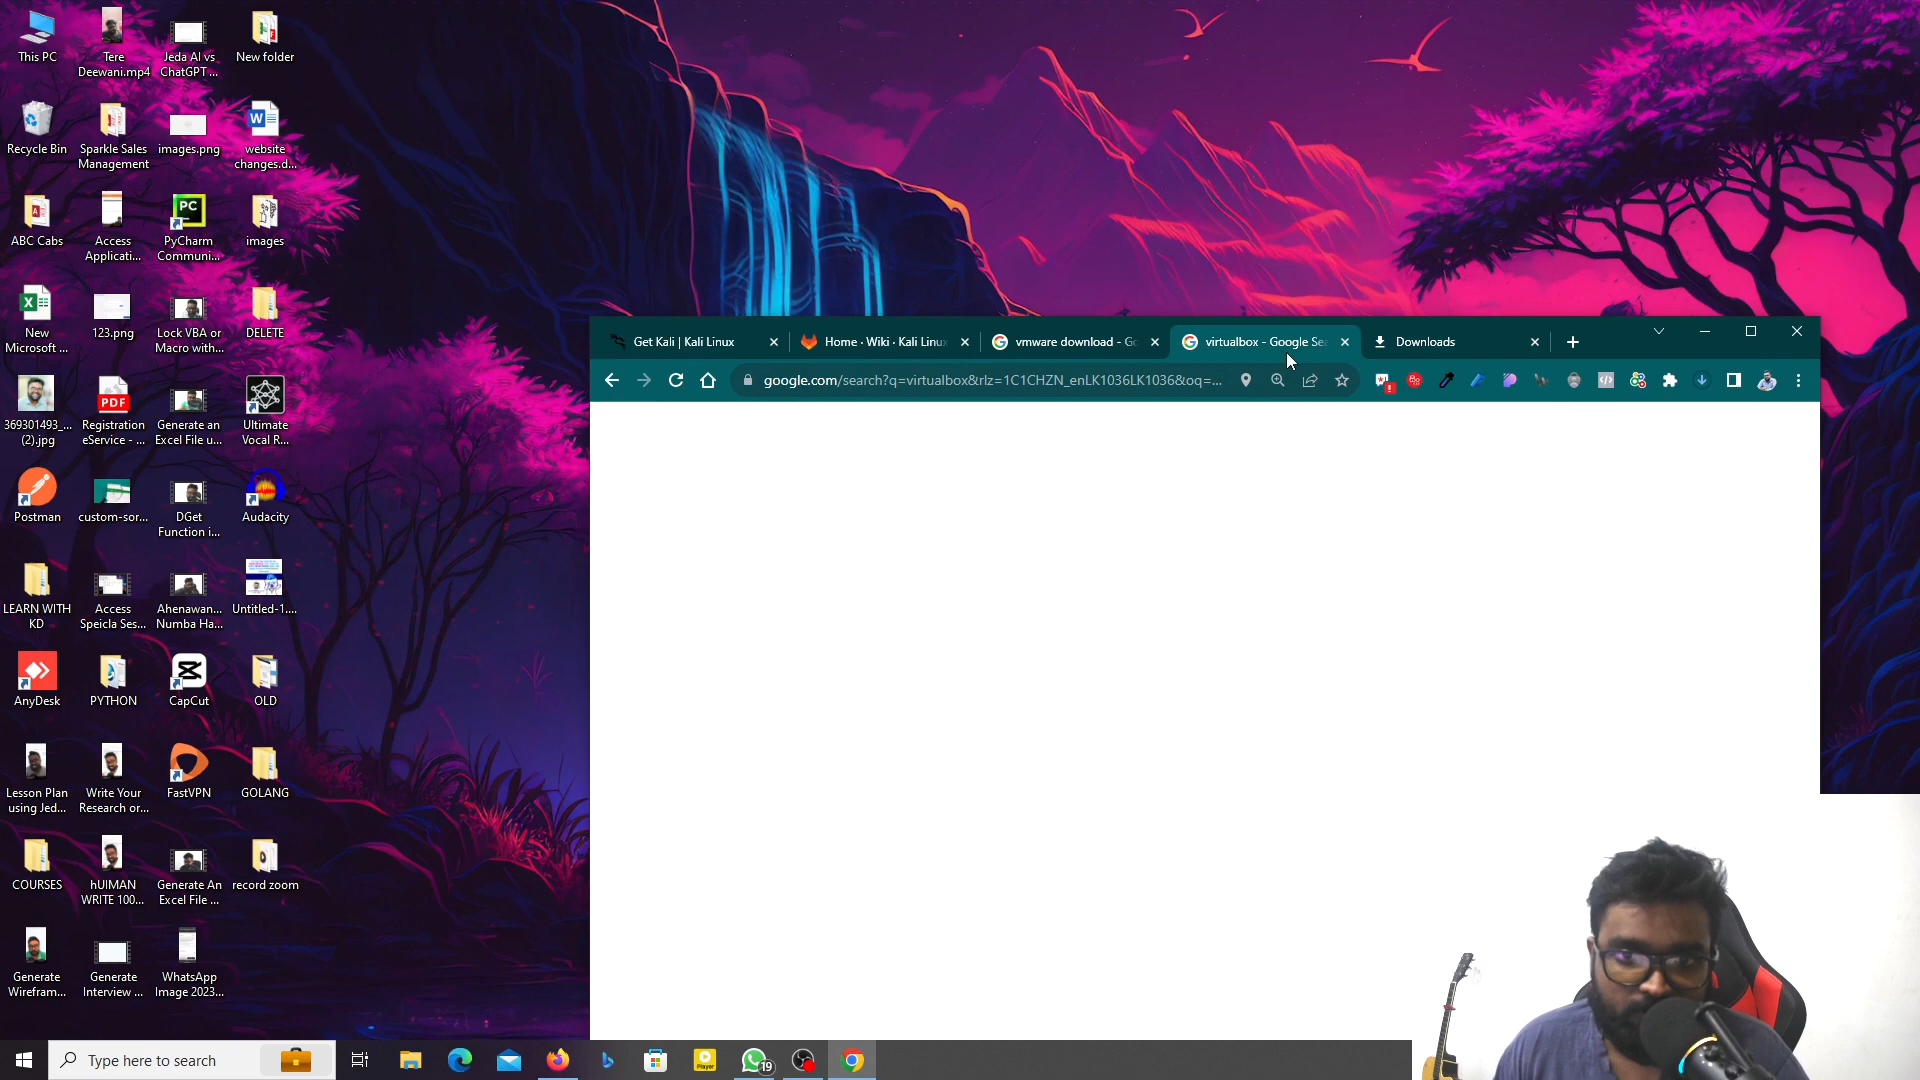 This PC
Tere
Deewani.mp4
Jeda AI vs
ChatGPT ...
New folder
Recycle Bin
Sparkle Sales
Management
images.png
website
changes.d...
ABC Cabs
Access
Applicati...
PyCharm
Communi...
images
New
Microsoft ...
123.png
Lock VBA or
Macro with...
DELETE
369301493_...
(2).jpg
Registration
eService - ...
Generate an
Excel File u...
Ultimate
Vocal R...
Postman
custom-sor...
DGet
Function i...
Audacity
LEARN WITH
KD
Access
Speicla Ses...
Ahenawan...
Numba Ha...
Untitled-1....
AnyDesk
PYTHON
CapCut
OLD
Lesson Plan
using Jed...
Write Your
Research or...
FastVPN
GOLANG
COURSES
hUIMAN
WRITE 100...
Generate An
Excel File ...
record zoom
Generate
Wirefram...
Generate
Interview ...
WhatsApp
Image 2023...
Get Kali | Kali Linux
Home · Wiki · Kali Linux
vmware download - Go
virtualbox - Google Sea
Downloads
google.com/search?q=virtualbox&rlz=1C1CHZN_enLK1036LK1036&oq=...
PC
PDF
Type here to search
Player
19